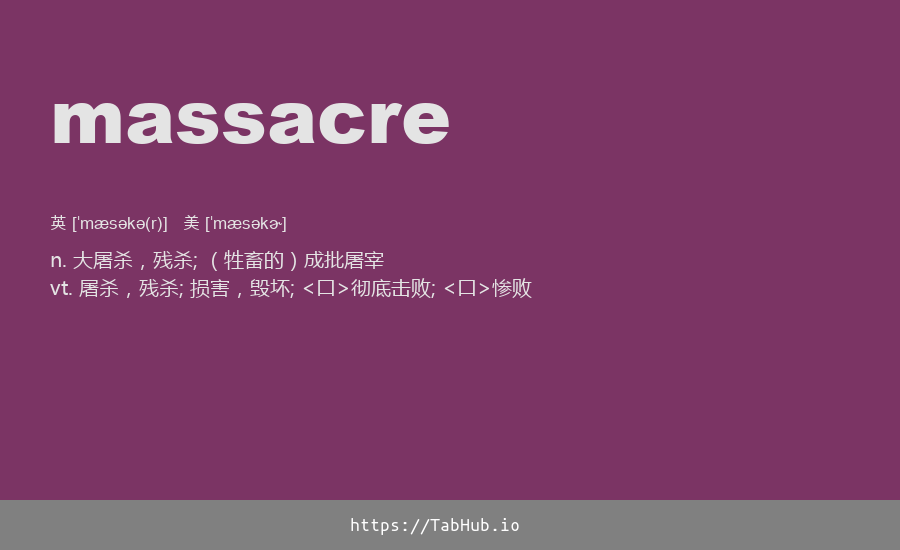 massacre
英 [ˈmæsəkə(r)] 美 [ˈmæsəkɚ]
n. 大屠杀，残杀; （牲畜的）成批屠宰
vt. 屠杀，残杀; 损害，毁坏; <口>彻底击败; <口>惨败
https://TabHub.io